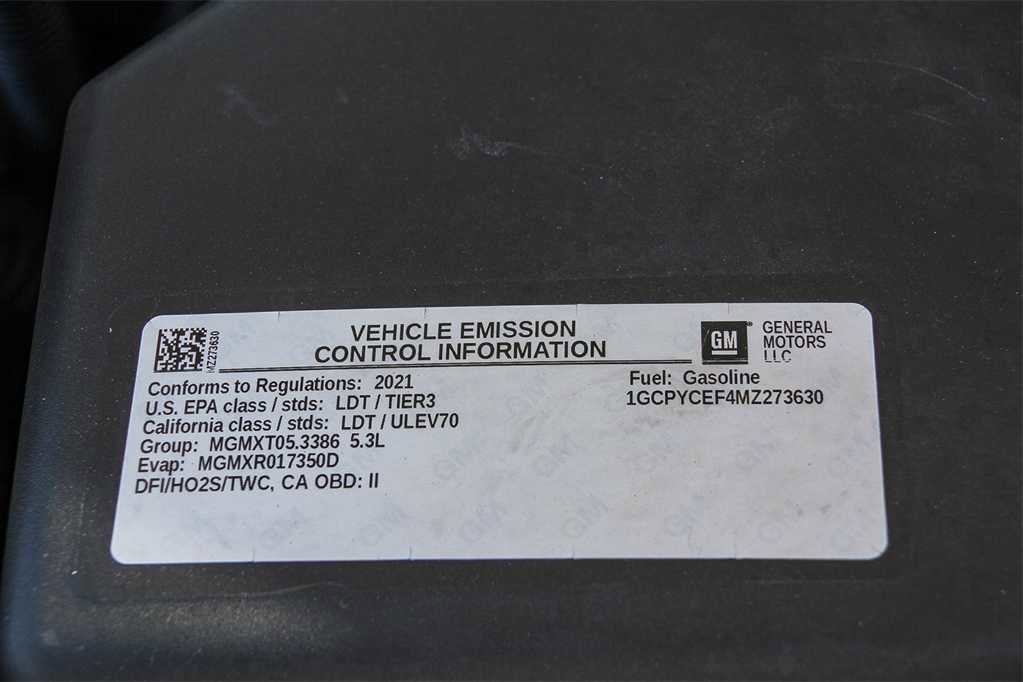 MZ273630
VEHICLE EMISSION
CONTROL INFORMATION
GM
GENERAL
MOTORS
LLC
Conforms to Regulations: 2021
U.S. EPA class / stds: LDT / TIER3
California class / stds: LDT / ULEV70
Group: MGMXT05.3386 5.3L
Evap: MGMXR017350D
DFI/HO2S/TWC, CA OBD: II
Fuel: Gasoline
1GCPYCEF4MZ273630